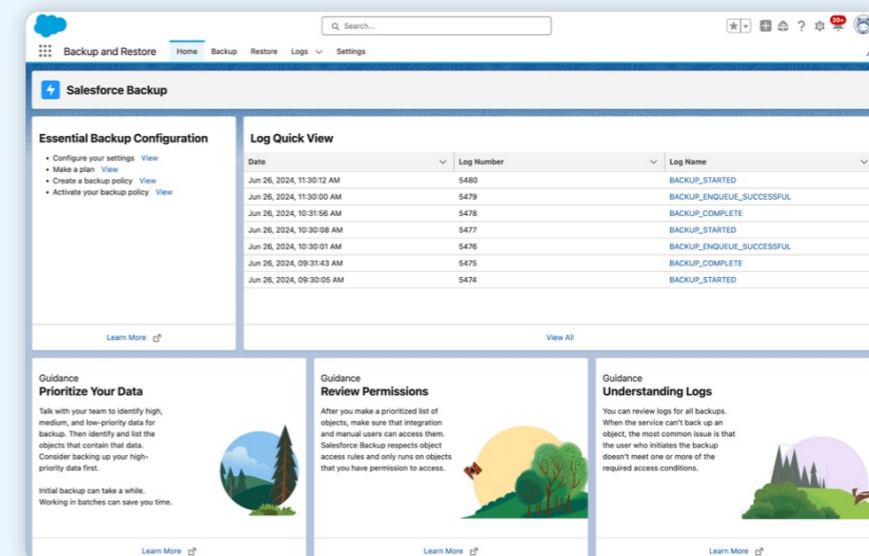 Search...
20+
Backup and Restore Home Backup Restore Logs Settings
Salesforce Backup
Essential Backup Configuration
• Configure your settings View
• Make a plan View
• Create a backup policy View
• Activate your backup policy View
Learn More
Log Quick View
Date Log Number Log Name
Jun 26, 2024, 11:30:12 AM 5480 BACKUP_STARTED
Jun 26, 2024, 11:30:00 AM 5479 BACKUP_ENQUEUE_SUCCESSFUL
Jun 26, 2024, 10:31:56 AM 5478 BACKUP_COMPLETE
Jun 26, 2024, 10:30:08 AM 5477 BACKUP_STARTED
Jun 26, 2024, 10:30:01 AM 5476 BACKUP_ENQUEUE_SUCCESSFUL
Jun 26, 2024, 09:31:43 AM 5475 BACKUP_COMPLETE
Jun 26, 2024, 09:30:05 AM 5474 BACKUP_STARTED
View All
Guidance
Prioritize Your Data
Talk with your team to identify high,
medium, and low-priority data for
backup. Then identify and list the
objects that contain that data.
Consider backing up your high-
priority data first.
Initial backup can take a while.
Working in batches can save you time.
Learn More
Guidance
Review Permissions
After you make a prioritized list of
objects, make sure that integration
and manual users can access them.
Salesforce Backup respects object
access rules and only runs on objects
that you have permission to access.
Learn More
Guidance
Understanding Logs
You can review logs for all backups.
When the service can't back up an
object, the most common issue is that
the user who initiates the backup
doesn't meet one or more of the
required access conditions.
Learn More